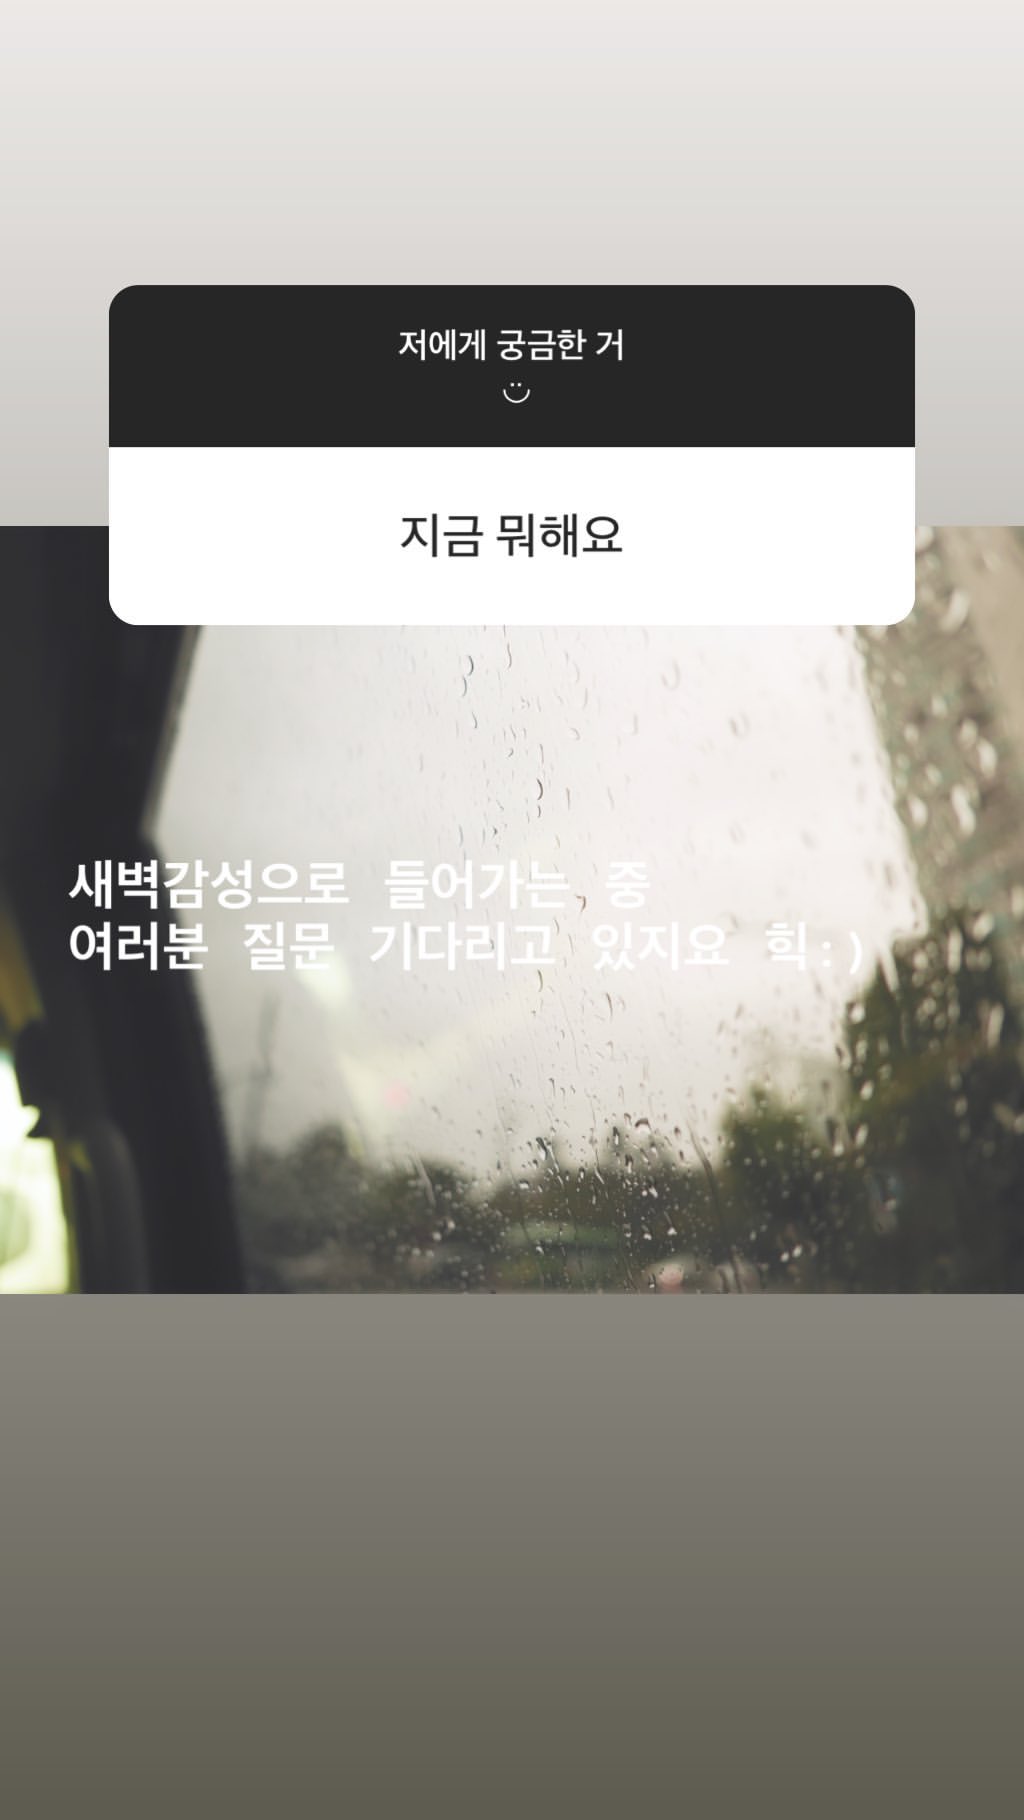 저에게 궁금한 거
지금 뭐해요
새벽감성으로 들어가는 중
여러분 질문 기다리고 있지요 힉:)